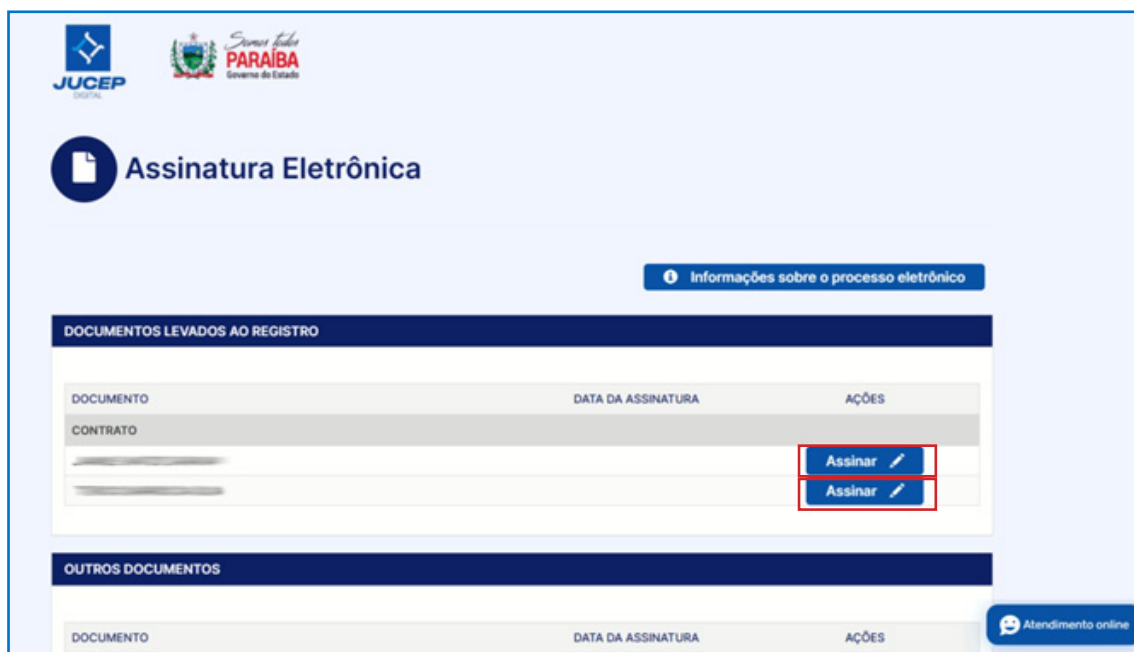 JUCEP
DIGITAL
Somos todos
PARAÍBA
Governo do Estado
Assinatura Eletrônica
Informações sobre o processo eletrônico
DOCUMENTOS LEVADOS AO REGISTRO
DOCUMENTO DATA DA ASSINATURA AÇÕES
CONTRATO
Assinar
Assinar
OUTROS DOCUMENTOS
Atendimento online
DOCUMENTO DATA DA ASSINATURA AÇÕES